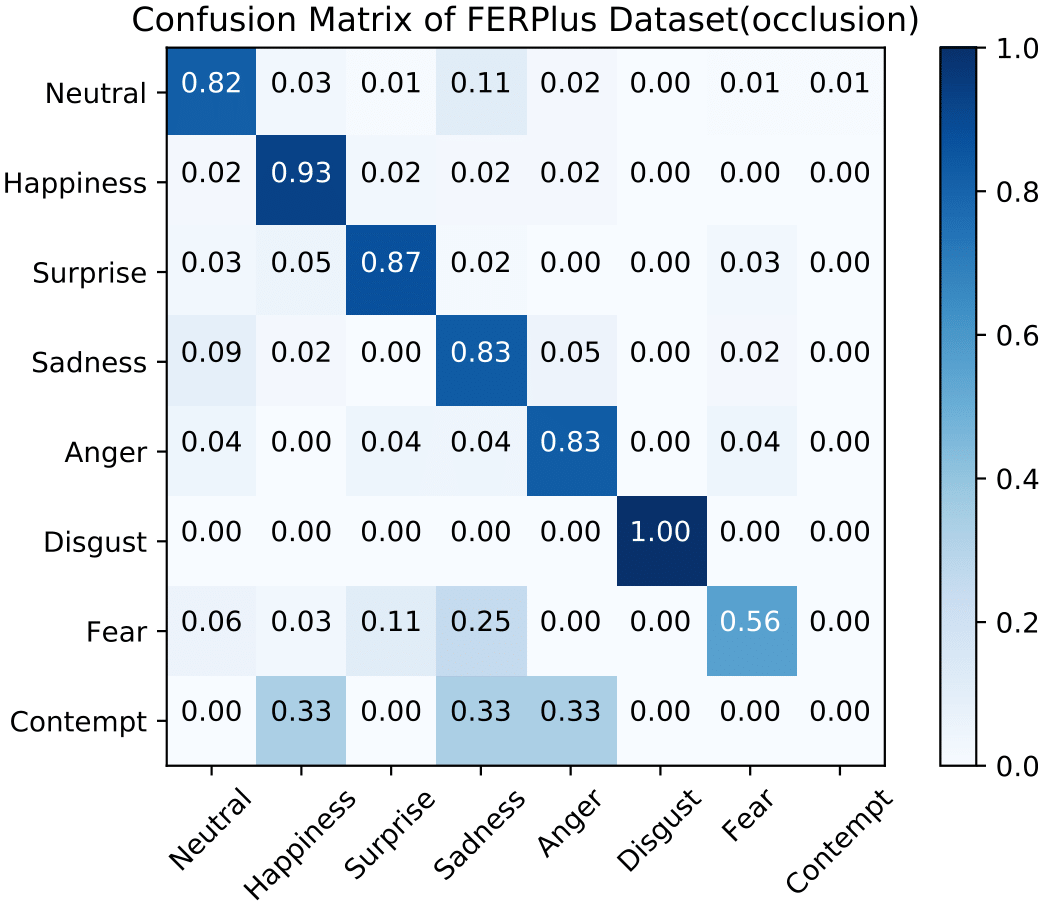 Confusion Matrix of FERPlus Dataset(occlusion)
Neutral 0.82 0.03 0.01 0.11 0.02 0.00 0.01 0.01
Happiness 0.02 0.93 0.02 0.02 0.02 0.00 0.00 0.00
Surprise 0.03 0.05 0.87 0.02 0.00 0.00 0.03 0.00
Sadness 0.09 0.02 0.00 0.83 0.05 0.00 0.02 0.00
Anger 0.04 0.00 0.04 0.04 0.83 0.00 0.04 0.00
Disgust 0.00 0.00 0.00 0.00 0.00 1.00 0.00 0.00
Fear 0.06 0.03 0.11 0.25 0.00 0.00 0.56 0.00
Contempt 0.00 0.33 0.00 0.33 0.33 0.00 0.00 0.00
Neutral Happiness Surprise Sadness Anger Disgust Fear Contempt
1.0
0.8
0.6
0.4
0.2
0.0